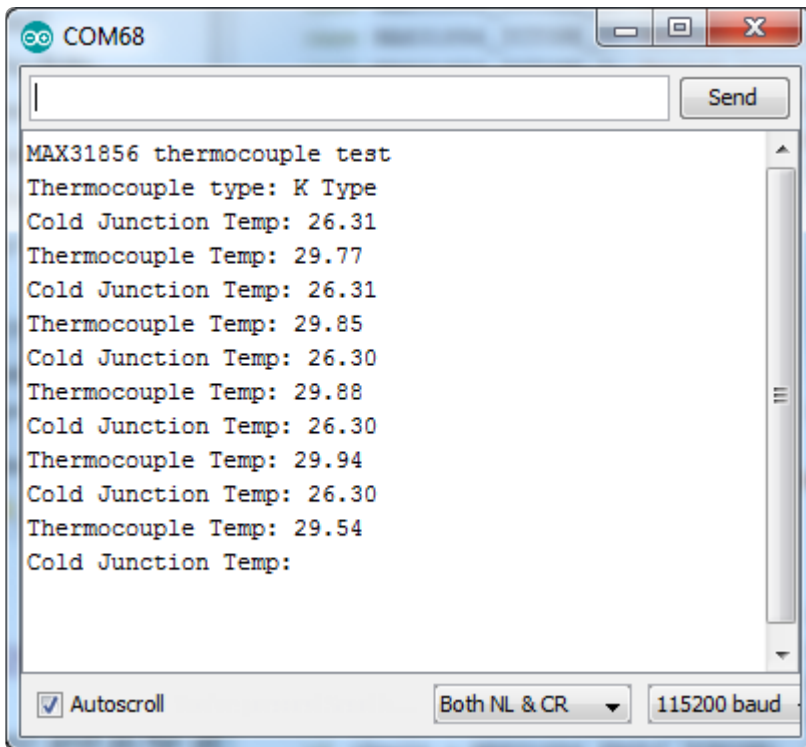 COM68
Send
MAX31856 thermocouple test
Thermocouple type: K Type
Cold Junction Temp: 26.31
Thermocouple Temp: 29.77
Cold Junction Temp: 26.31
Thermocouple Temp: 29.85
Cold Junction Temp: 26.30
Thermocouple Temp: 29.88
Cold Junction Temp: 26.30
Thermocouple Temp: 29.94
Cold Junction Temp: 26.30
Thermocouple Temp: 29.54
Cold Junction Temp:
Autoscroll Both NL & CR 115200 baud